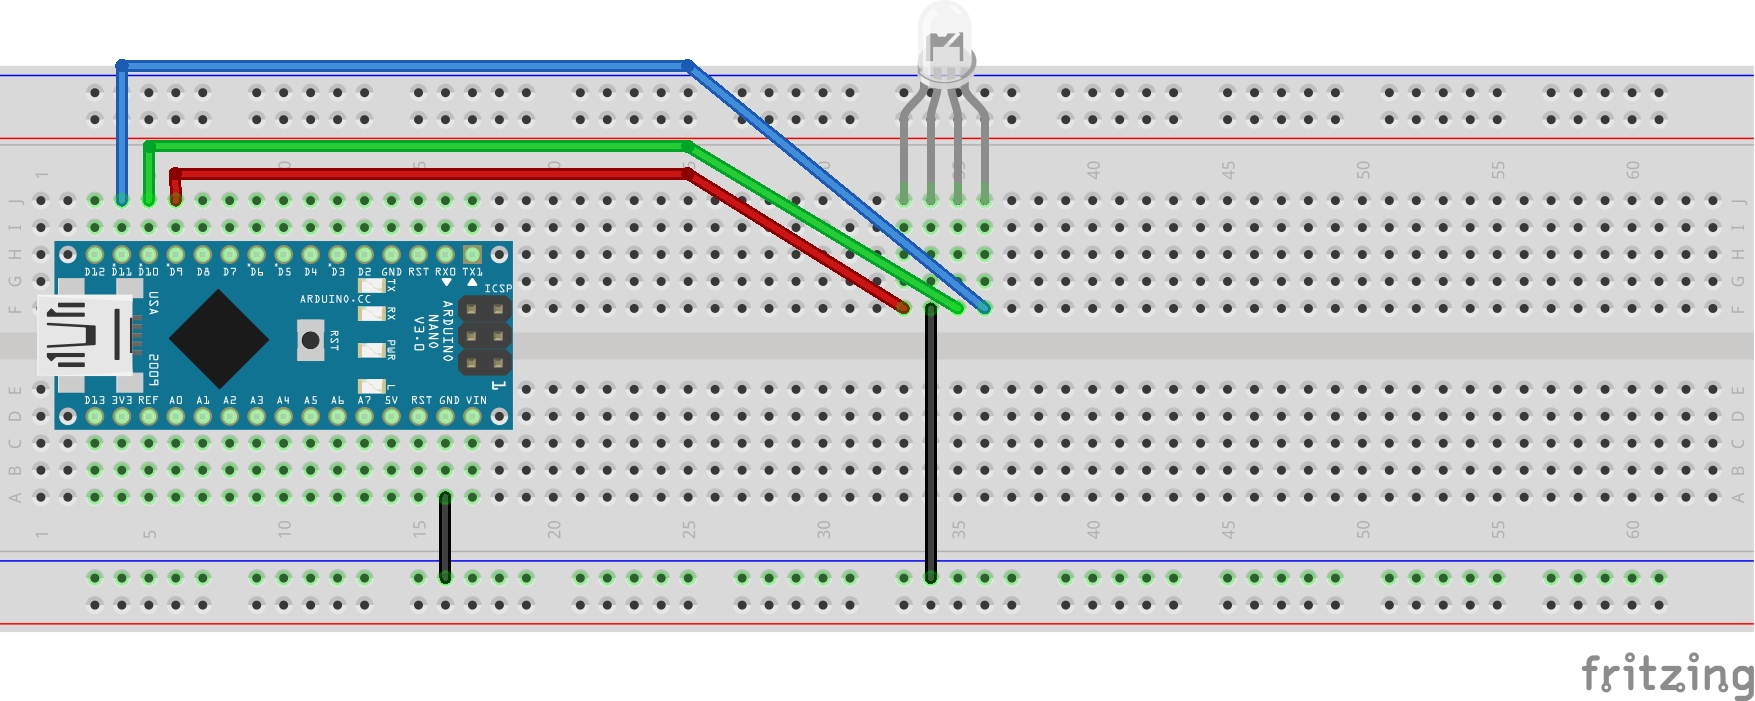 1 5 10 15 20 25 30 35 40 45 50 55 60
J
I
H
G
F
D12 D11 D10 D9 D8 D7 D6 D5 D4 D3 D2 GND RST RX0 TX1
USA
2009
ARDUINO.CC
RST
TX
RX
PWR
L
ARDUINO
NANO
V3.0
ICSP
1
D13 3V3 REF A0 A1 A2 A3 A4 A5 A6 A7 5V RST GND VIN
E
D
C
B
A
1 5 10 15 20 25 30 35 40 45 50 55 60
J
I
H
G
F
E
D
C
B
A
fritzing